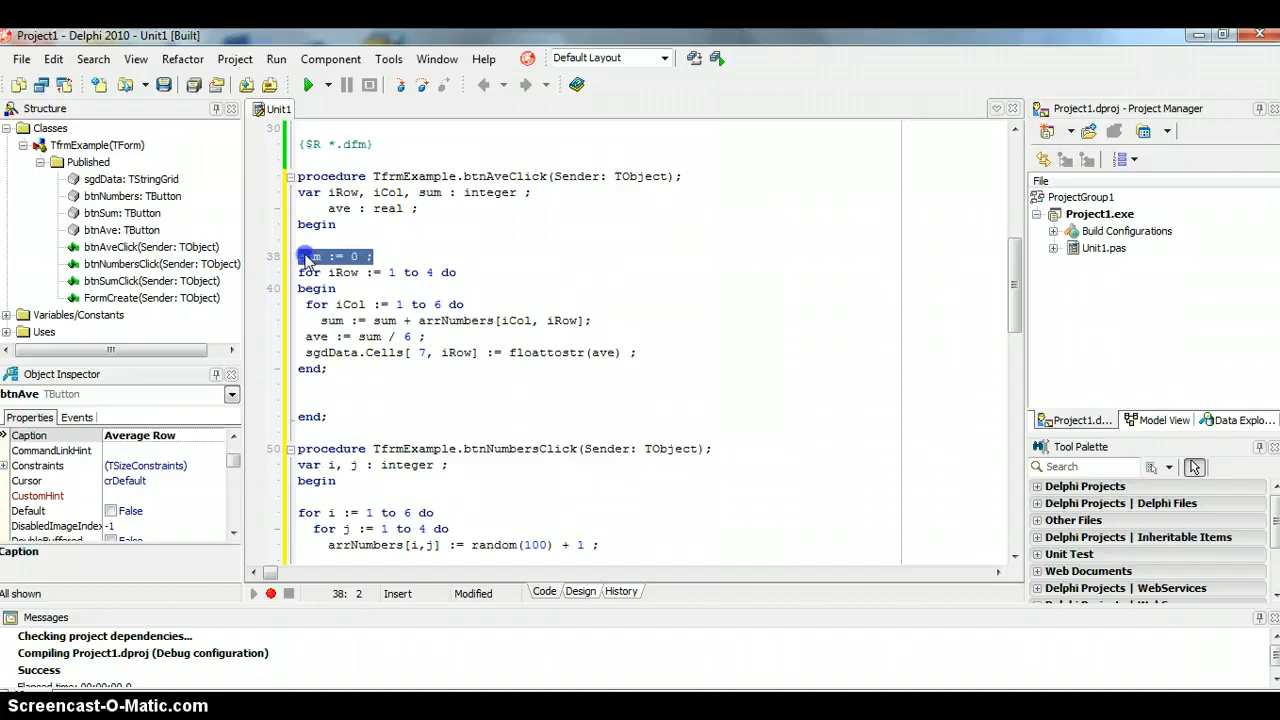 Project1 - Delphi 2010 - Unit1 [Built]
File Edit Search View Refactor Project Run Component Tools Window Help Default Layout
Structure
Classes
TfrmExample(TForm)
Published
sgdData: TStringGrid
btnNumbers: TButton
btnSum: TButton
btnAve: TButton
btnAveClick(Sender: TObject)
btnNumbersClick(Sender: TObject)
btnSumClick(Sender: TObject)
FormCreate(Sender: TObject)
Variables/Constants
Uses
Object Inspector
btnAve TButton
Properties Events
Caption Average Row
CommandLinkHint
Constraints (TSizeConstraints)
Cursor crDefault
CustomHint
Default False
DisabledImageIndex -1
Caption
All shown
Unit1
30
{$R *.dfm}
procedure TfrmExample.btnAveClick(Sender: TObject);
var iRow, iCol, sum : integer ;
ave : real ;
begin
38 sum := 0 ;
for iRow := 1 to 4 do
40 begin
for iCol := 1 to 6 do
sum := sum + arrNumbers[iCol, iRow];
ave := sum / 6 ;
sgdData.Cells[ 7, iRow] := floattostr(ave) ;
end;
end;
50 procedure TfrmExample.btnNumbersClick(Sender: TObject);
var i, j : integer ;
begin
for i := 1 to 6 do
for j := 1 to 4 do
arrNumbers[i,j] := random(100) + 1 ;
38: 2 Insert Modified Code Design History
Project1.dproj - Project Manager
File
ProjectGroup1
Project1.exe
Build Configurations
Unit1.pas
Project1.d... Model View Data Explo...
Tool Palette
Search
Delphi Projects
Delphi Projects | Delphi Files
Other Files
Delphi Projects | Inheritable Items
Unit Test
Web Documents
Delphi Projects | WebServices
Messages
Checking project dependencies...
Compiling Project1.dproj (Debug configuration)
Success
Elapsed time: 00:00:00.0
Screencast-O-Matic.com